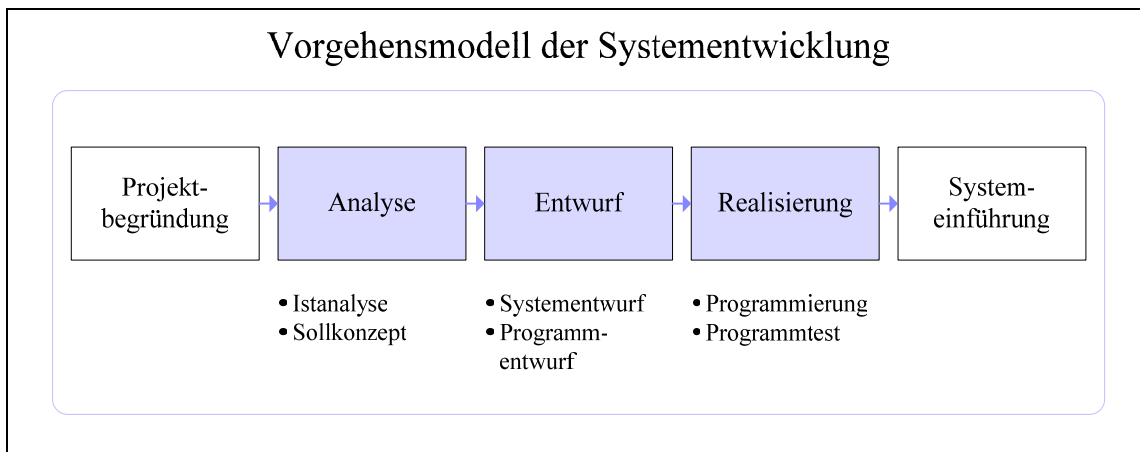 Vorgehensmodell der Systementwicklung
Projekt-
begründung
Analyse
Entwurf
Realisierung
System-
einführung
• Istanalyse
• Sollkonzept
• Systementwurf
• Programm-
entwurf
• Programmierung
• Programmtest